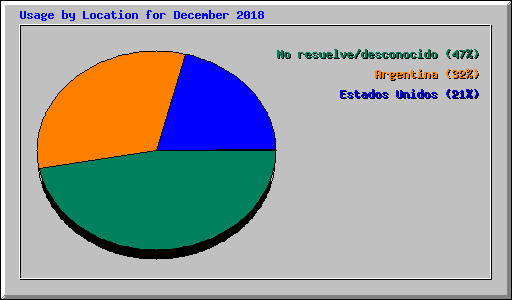 Usage by Location for December 2018
No resuelve/desconocido (47%)
Argentina (32%)
Estados Unidos (21%)